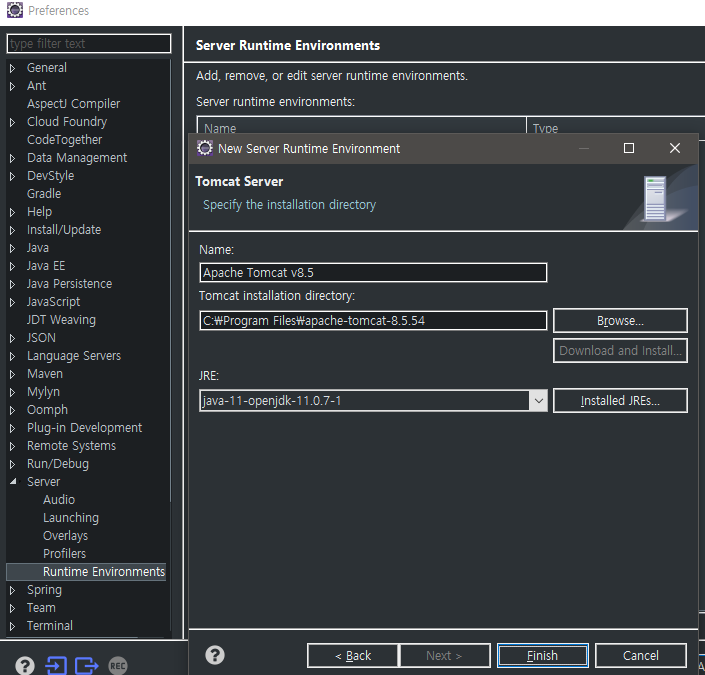 Preferences
type filter text
General
Ant
AspectJ Compiler
Cloud Foundry
CodeTogether
Data Management
DevStyle
Gradle
Help
Install/Update
Java
Java EE
Java Persistence
JavaScript
JDT Weaving
JSON
Language Servers
Maven
Mylyn
Oomph
Plug-in Development
Remote Systems
Run/Debug
Server
Audio
Launching
Overlays
Profilers
Runtime Environments
Spring
Team
Terminal
REC
Server Runtime Environments
Add, remove, or edit server runtime environments.
Server runtime environments:
Name Type
New Server Runtime Environment
Tomcat Server
Specify the installation directory
Name:
Apache Tomcat v8.5
Tomcat installation directory:
C:₩Program Files₩apache-tomcat-8.5.54 Browse...
Download and Install...
JRE:
java-11-openjdk-11.0.7-1 Installed JREs...
? < Back Next > Finish Cancel